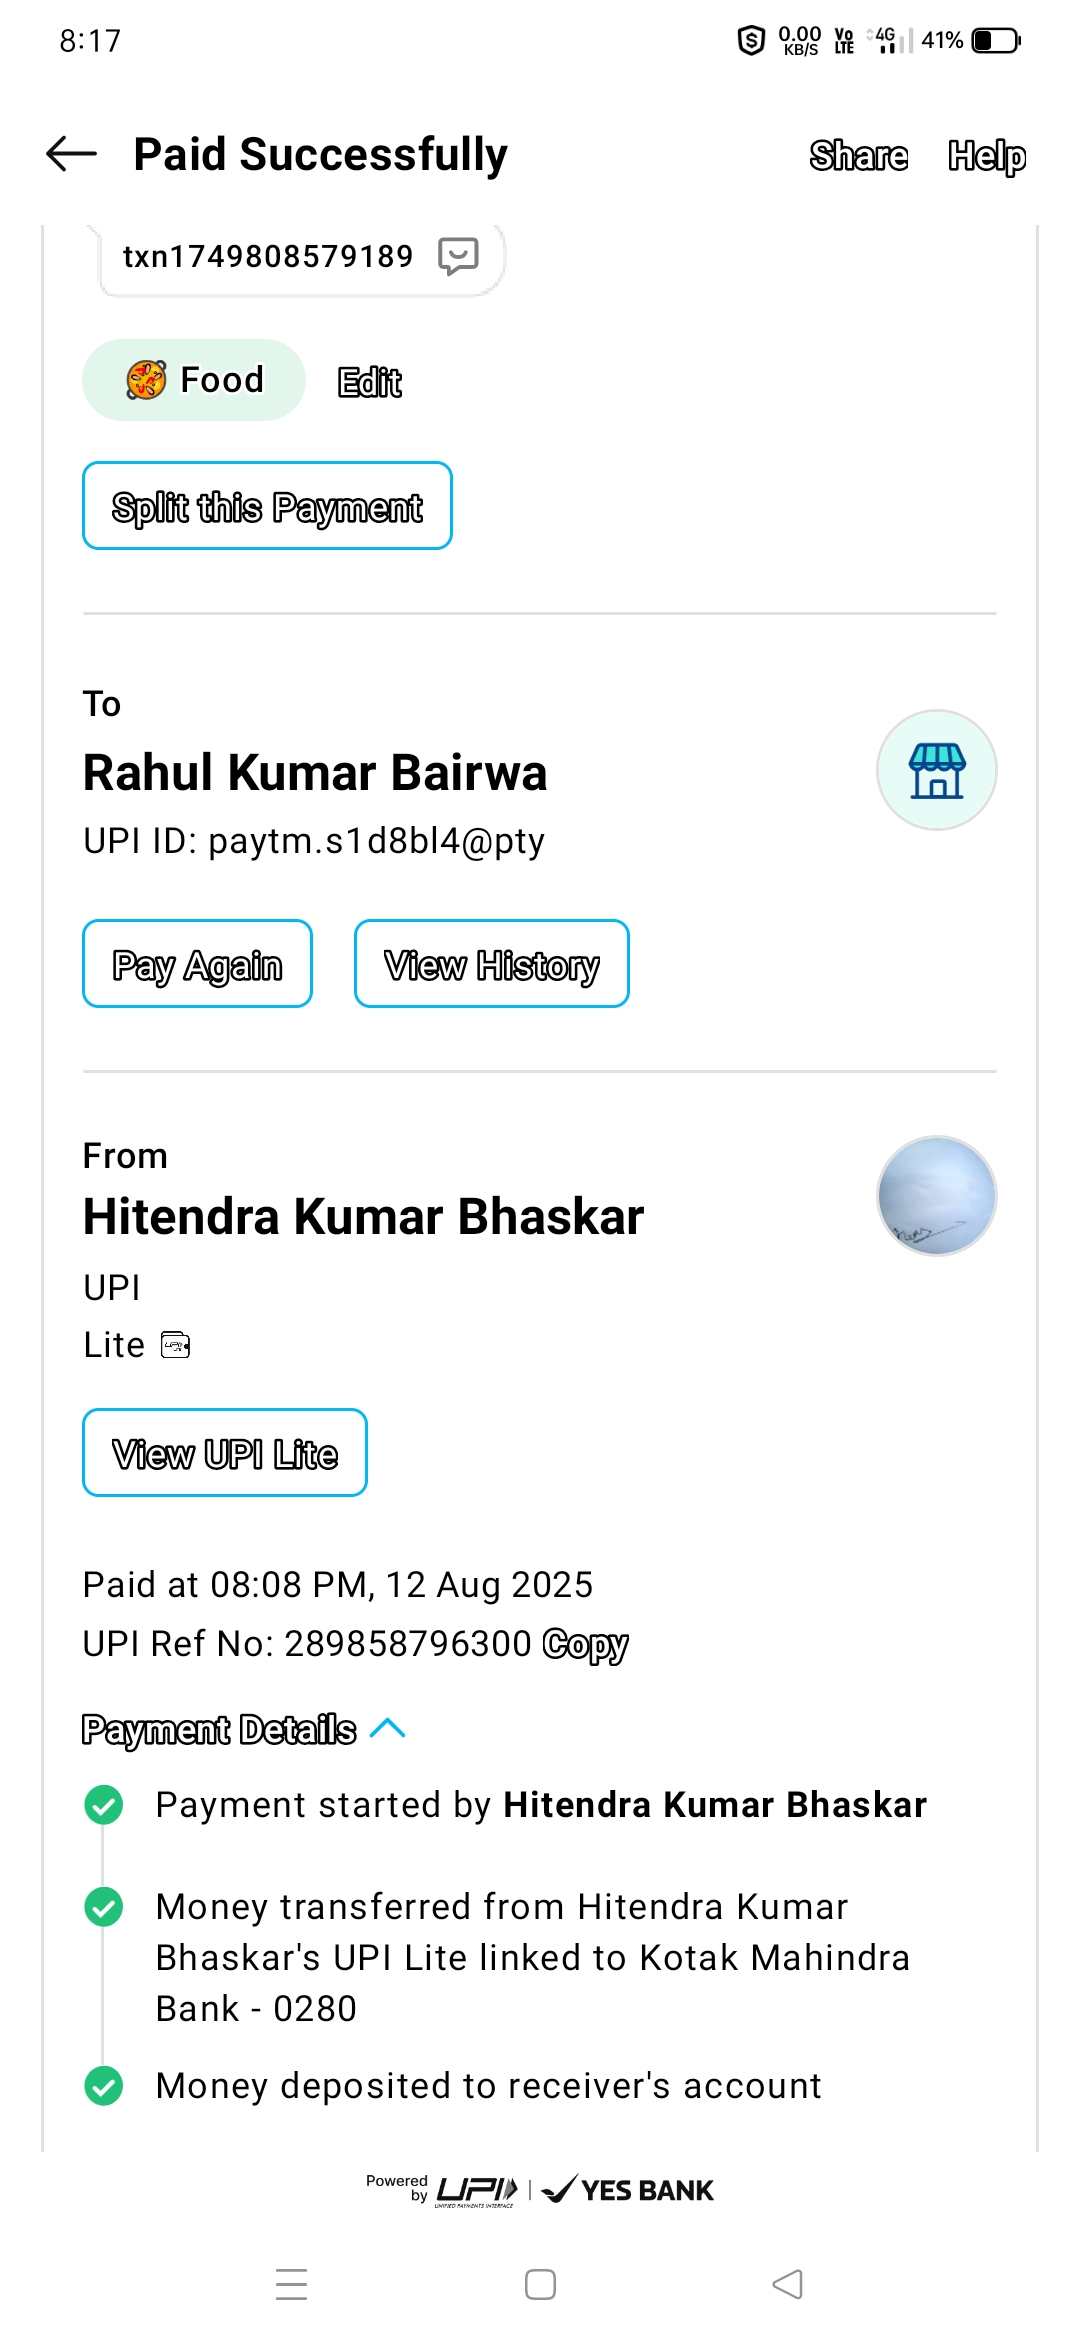 8:17
0.00 KB/S Vo LTE 4G 41%
Paid Successfully Share Help
txn1749808579189
Food Edit
Split this Payment
To
Rahul Kumar Bairwa
UPI ID: paytm.s1d8bl4@pty
Pay Again View History
From
Hitendra Kumar Bhaskar
UPI
Lite
View UPI Lite
Paid at 08:08 PM, 12 Aug 2025
UPI Ref No: 289858796300 Copy
Payment Details
Payment started by Hitendra Kumar Bhaskar
Money transferred from Hitendra Kumar
Bhaskar's UPI Lite linked to Kotak Mahindra
Bank - 0280
Money deposited to receiver's account
Powered by UPI UNIFIED PAYMENTS INTERFACE | YES BANK